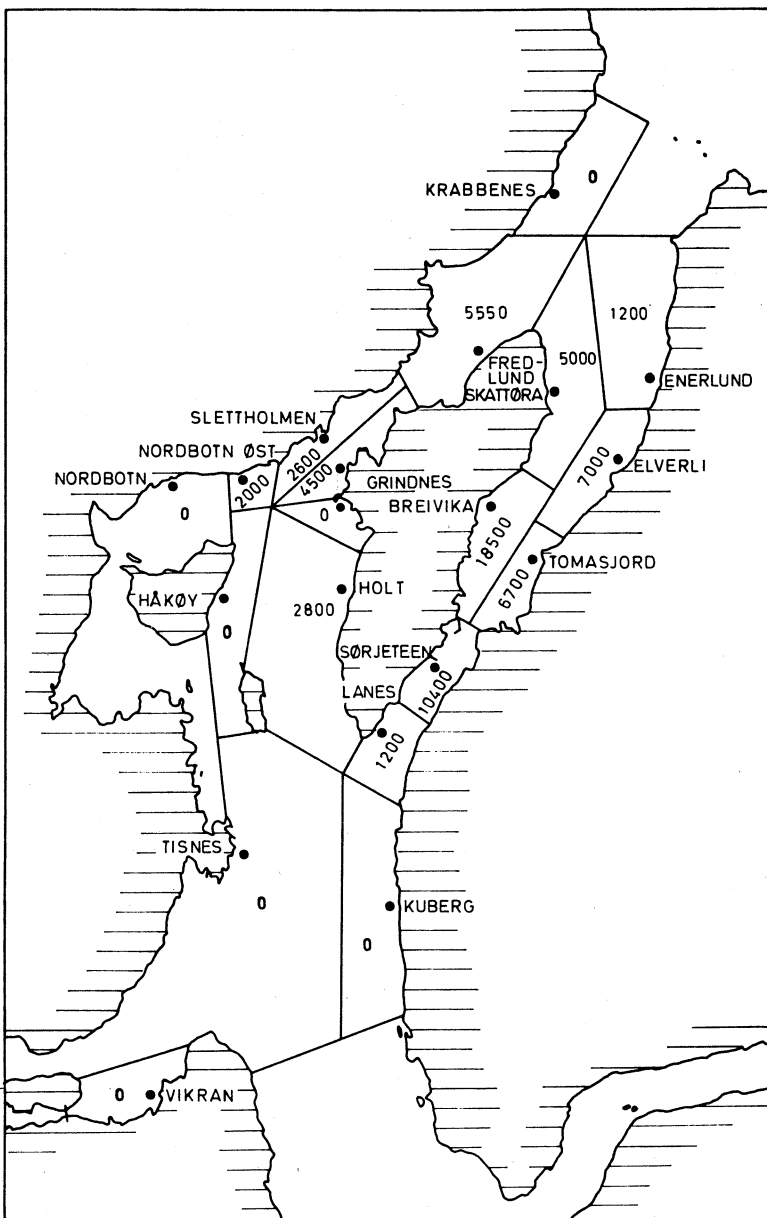 KRABBENES
0
5550
1200
FRED-
LUND
5000
SKATTØRA
ENERLUND
SLETTHOLMEN
NORDBOTN ØST
2600
4500
NORDBOTN
2000
GRINDNES
7000
ELVERLI
0
0
BREIVIKA
18500
TOMASJORD
6700
HÅKØY
HOLT
2800
0
SØRJETEEN
LANES
10400
1200
TISNES
0
KUBERG
0
0
VIKRAN